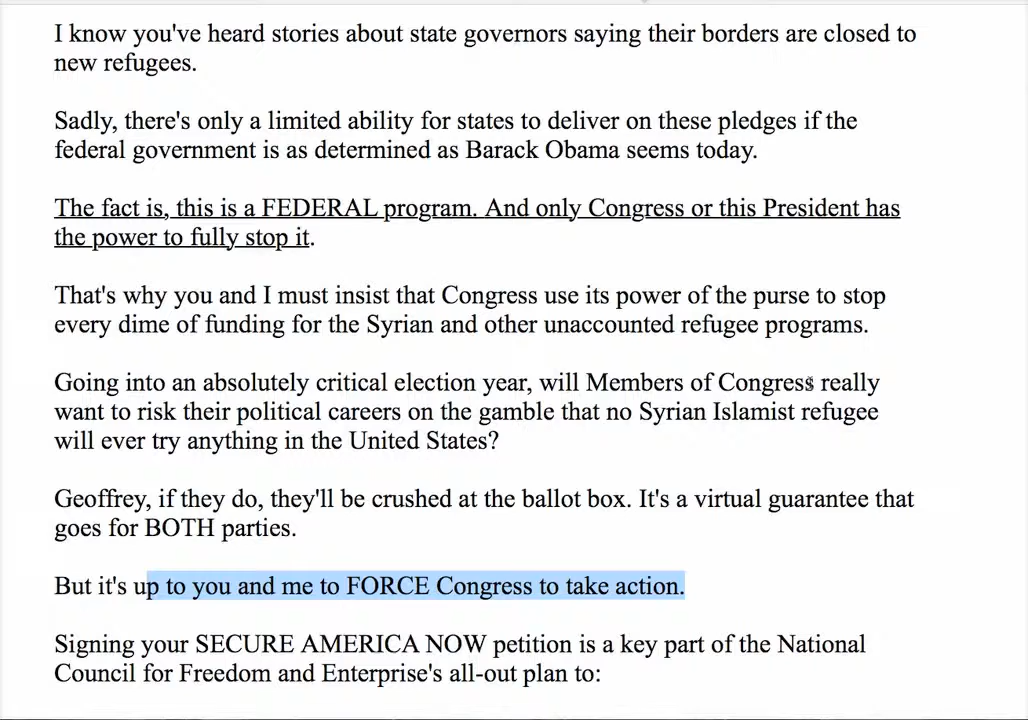 I know you've heard stories about state governors saying their borders are closed to
new refugees.
Sadly, there's only a limited ability for states to deliver on these pledges if the
federal government is as determined as Barack Obama seems today.
The fact is, this is a FEDERAL program. And only Congress or this President has
the power to fully stop it.
That's why you and I must insist that Congress use its power of the purse to stop
every dime of funding for the Syrian and other unaccounted refugee programs.
Going into an absolutely critical election year, will Members of Congress really
want to risk their political careers on the gamble that no Syrian Islamist refugee
will ever try anything in the United States?
Geoffrey, if they do, they'll be crushed at the ballot box. It's a virtual guarantee that
goes for BOTH parties.
But it's up to you and me to FORCE Congress to take action.
Signing your SECURE AMERICA NOW petition is a key part of the National
Council for Freedom and Enterprise's all-out plan to: